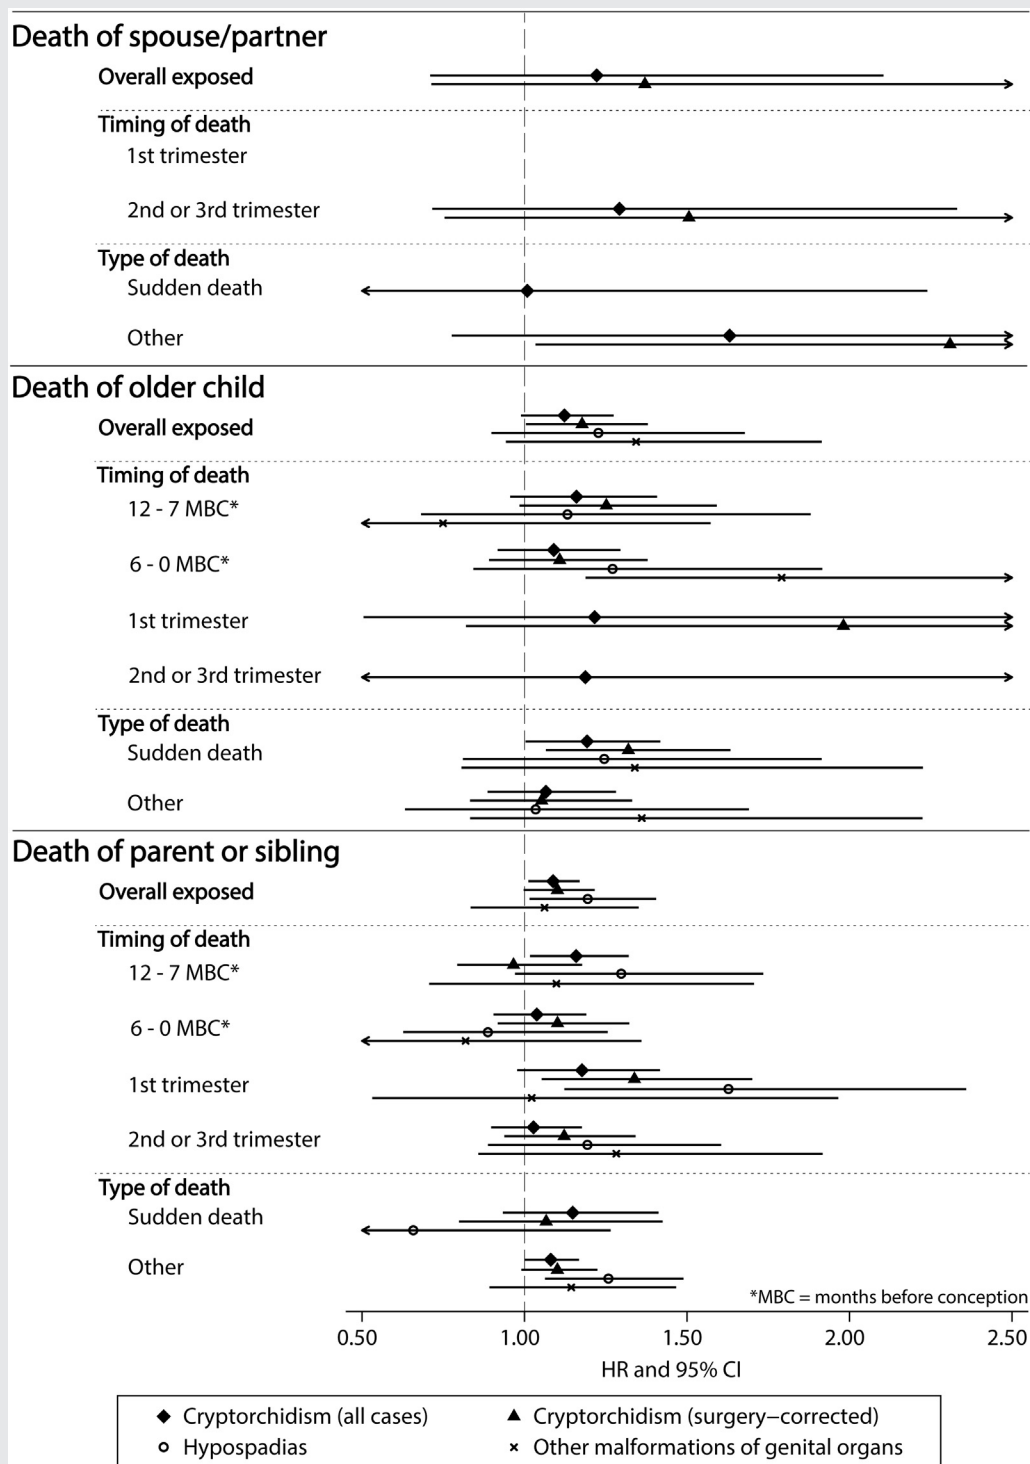 Death of spouse/partner
Overall exposed
Timing of death
1st trimester
2nd or 3rd trimester
Type of death
Sudden death
Other
Death of older child
Overall exposed
Timing of death
12 - 7 MBC*
6 - 0 MBC*
1st trimester
2nd or 3rd trimester
Type of death
Sudden death
Other
Death of parent or sibling
Overall exposed
Timing of death
12 - 7 MBC*
6 - 0 MBC*
1st trimester
2nd or 3rd trimester
Type of death
Sudden death
Other
*MBC = months before conception
0.50 1.00 1.50 2.00 2.50
HR and 95% CI
Cryptorchidism (all cases) Cryptorchidism (surgery–corrected)
Hypospadias Other malformations of genital organs